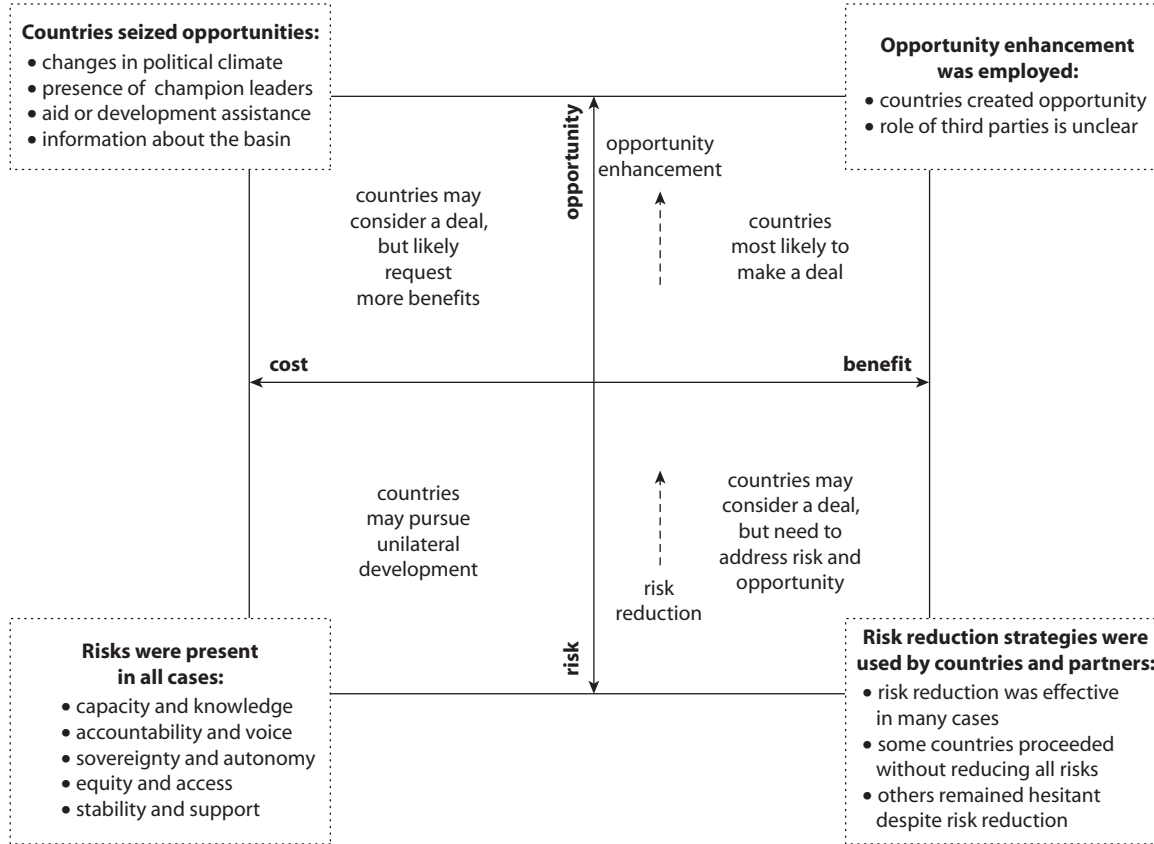 Countries seized opportunities:
• changes in political climate
• presence of champion leaders
• aid or development assistance
• information about the basin
Opportunity enhancement
was employed:
• countries created opportunity
• role of third parties is unclear
opportunity
opportunity
enhancement
countries may
consider a deal,
but likely
request
more benefits
countries
most likely to
make a deal
cost
benefit
countries
may pursue
unilateral
development
countries may
consider a deal,
but need to
address risk and
opportunity
risk
reduction
risk
Risks were present
in all cases:
• capacity and knowledge
• accountability and voice
• sovereignty and autonomy
• equity and access
• stability and support
Risk reduction strategies were
used by countries and partners:
• risk reduction was effective
in many cases
• some countries proceeded
without reducing all risks
• others remained hesitant
despite risk reduction